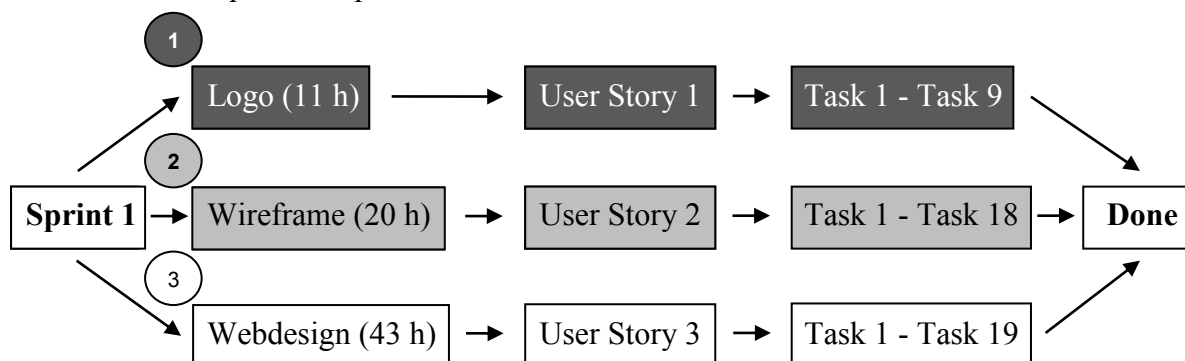 1
Logo (11 h) User Story 1 Task 1 - Task 9
2
Sprint 1 Wireframe (20 h) User Story 2 Task 1 - Task 18 Done
3
Webdesign (43 h) User Story 3 Task 1 - Task 19